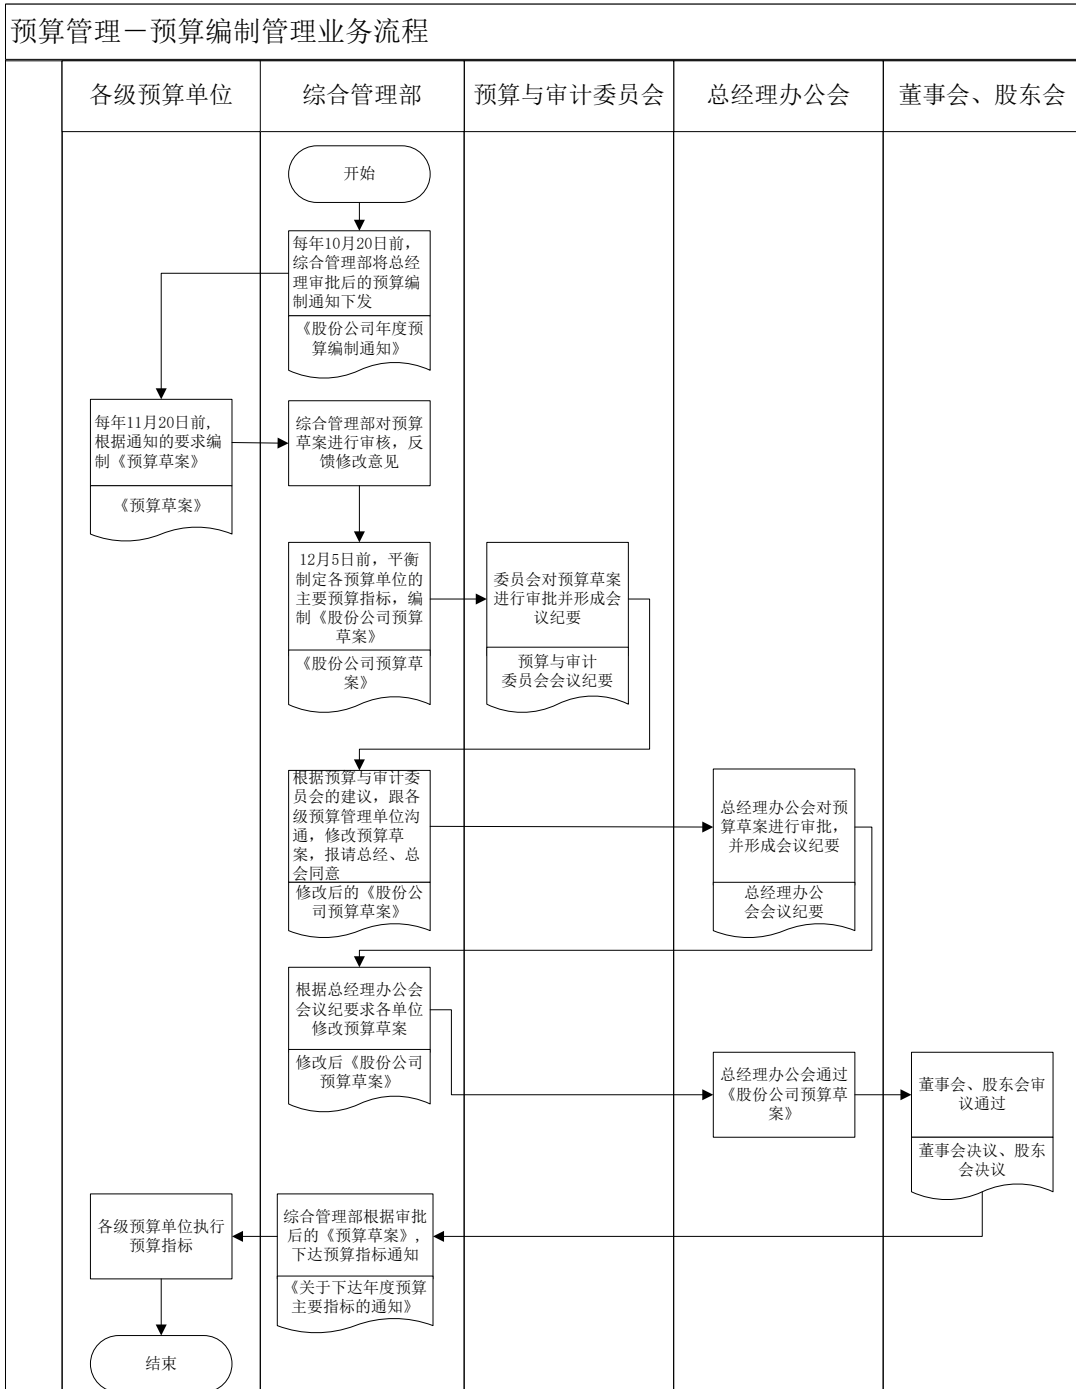 预算管理－预算编制管理业务流程
各级预算单位
综合管理部
预算与审计委员会
总经理办公会
董事会、股东会
开始
每年10月20日前，
综合管理部将总经
理审批后的预算编
制通知下发
《股份公司年度预
算编制通知》
每年11月20日前，
根据通知的要求编
制《预算草案》
《预算草案》
综合管理部对预算
草案进行审核，反
馈修改意见
12月5日前，平衡
制定各预算单位的
主要预算指标，编
制《股份公司预算
草案》
《股份公司预算草
案》
委员会对预算草案
进行审批并形成会
议纪要
预算与审计
委员会会议纪要
根据预算与审计委
员会的建议，跟各
级预算管理单位沟
通，修改预算草
案，报请总经、总
会同意
修改后的《股份公
司预算草案》
总经理办公会对预
算草案进行审批，
并形成会议纪要
总经理办公
会会议纪要
根据总经理办公会
会议纪要求各单位
修改预算草案
修改后《股份公司
预算草案》
总经理办公会通过
《股份公司预算草
案》
董事会、股东会审
议通过
董事会决议、股东
会决议
综合管理部根据审批
后的《预算草案》，
下达预算指标通知
《关于下达年度预算
主要指标的通知》
各级预算单位执行
预算指标
结束